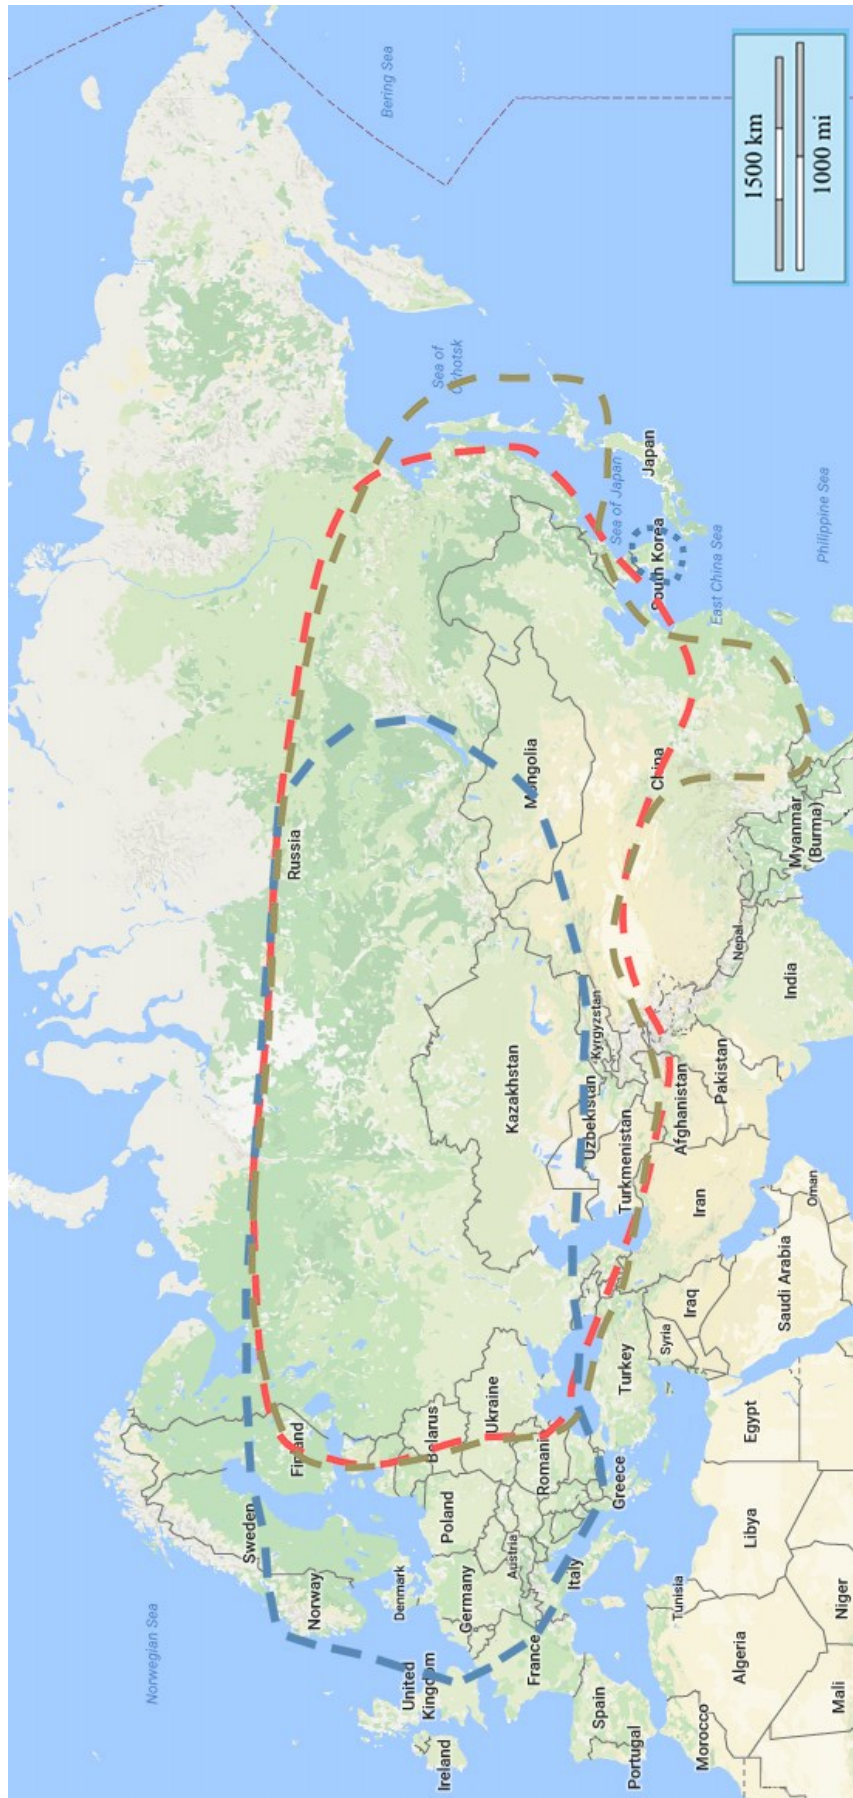 Norwegian Sea
Bering Sea
Sweden
Norway
Finland
Russia
United
Kingdom
Denmark
Belarus
Sea of
Okhotsk
Ireland
Germany
Poland
Ukraine
Kazakhstan
Mongolia
France
Austria
Romani
Italy
Spain
Portugal
Greece
Turkey
Uzbekistan
Kyrgyzstan
Turkmenistan
Sea of Japan
Japan
South Korea
China
Tunisia
Syria
Iraq
Iran
Afghanistan
Pakistan
Nepal
East China Sea
Morocco
Algeria
Libya
Egypt
Saudi Arabia
Oman
India
Myanmar
(Burma)
Philippine Sea
Mali
Niger
1500 km
1000 mi